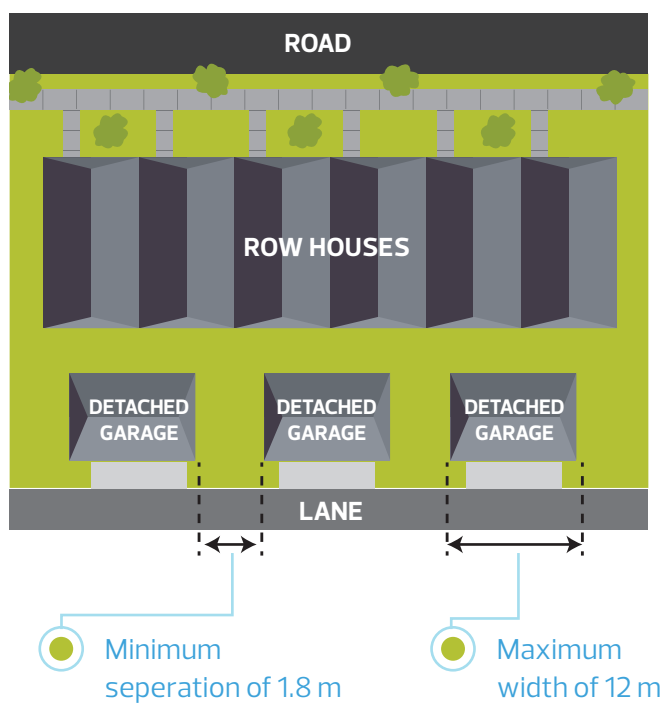 ROAD
ROW HOUSES
DETACHED
GARAGE
DETACHED
GARAGE
DETACHED
GARAGE
LANE
Minimum
seperation of 1.8 m
Maximum
width of 12 m